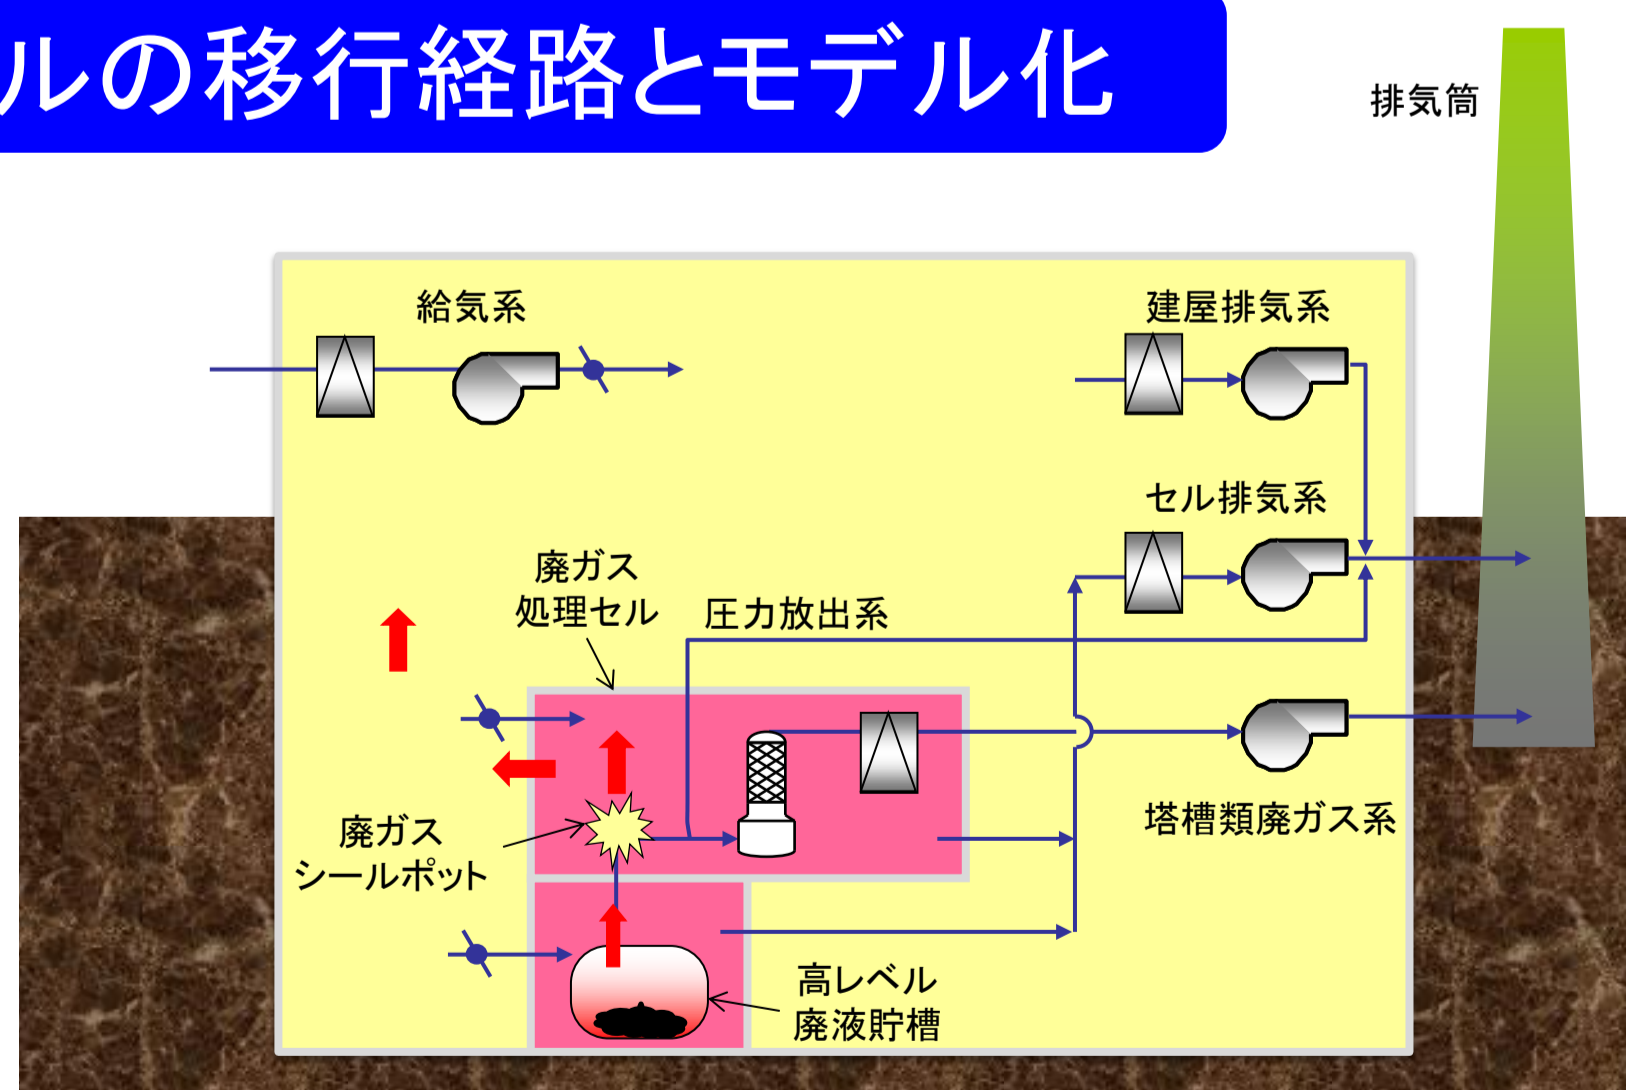 ルの移行経路とモデル化
排気筒
給気系
建屋排気系
セル排気系
廃ガス
処理セル
圧力放出系
廃ガス
シールポット
塔槽類廃ガス系
高レベル
廃液貯槽